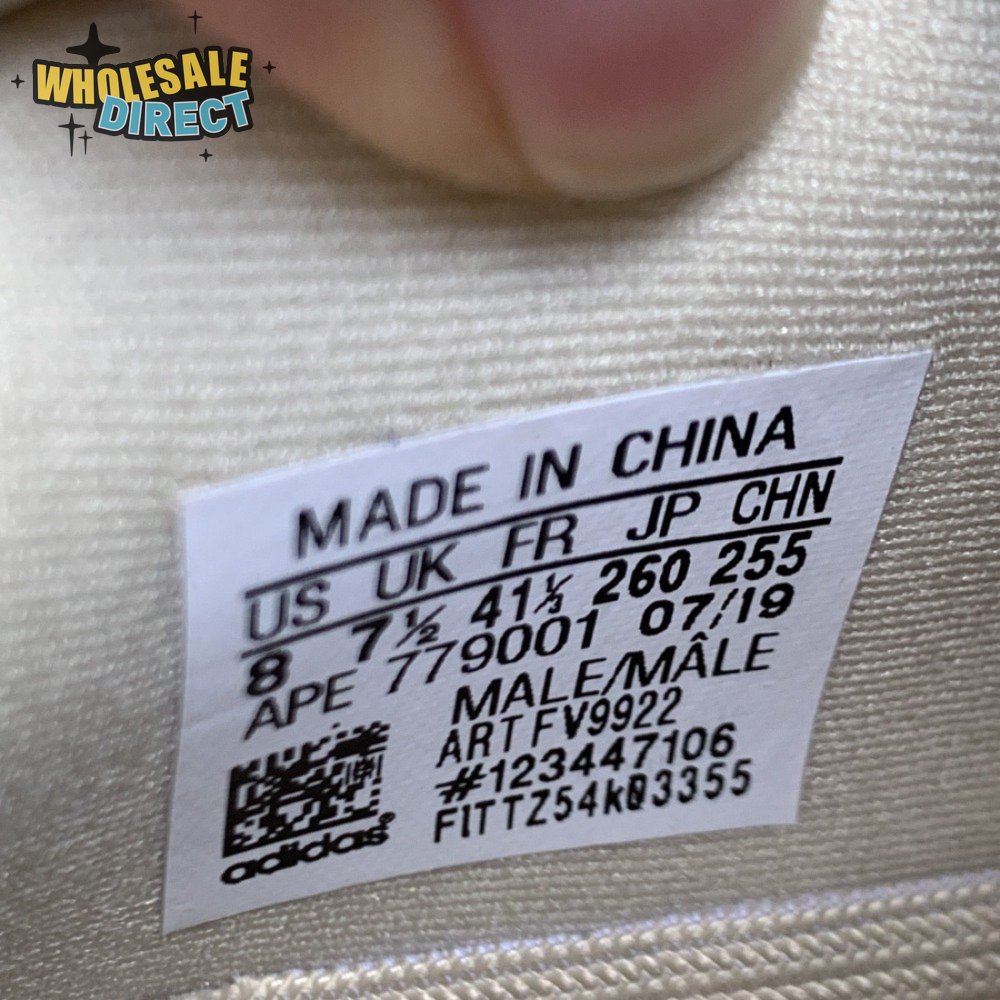 WHOLESALE
DIRECT
MADE IN CHINA
US UK FR JP CHN
8 7½ 41⅓ 260 255
APE 779001 07/19
MALE/MÂLE
ART FV9922
#123447106
FITTZ54k03355
adidas®